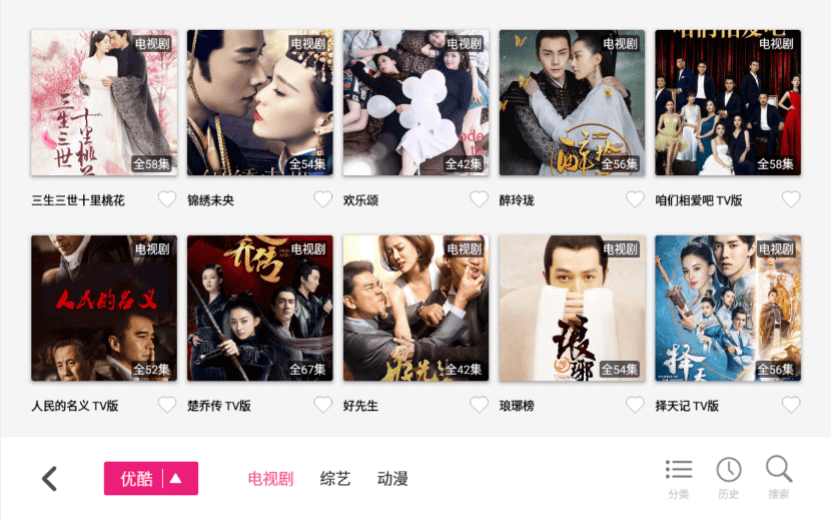 电视剧 电视剧 电视剧 电视剧 电视剧
咱们相爱吧
三生三世
十里桃花
锦绣未央
全58集 全54集 全42集 全56集 全58集
三生三世十里桃花 锦绣未央 欢乐颂 醉玲珑 咱们相爱吧 TV版
电视剧 电视剧 电视剧 电视剧
乔传
人民的名义
好先生
琅琊
择天
全52集 全67集 全42集 全54集 全56集
人民的名义 TV版 楚乔传 TV版 好先生 琅琊榜 择天记 TV版
优酷 电视剧 综艺 动漫
分类 历史 搜索